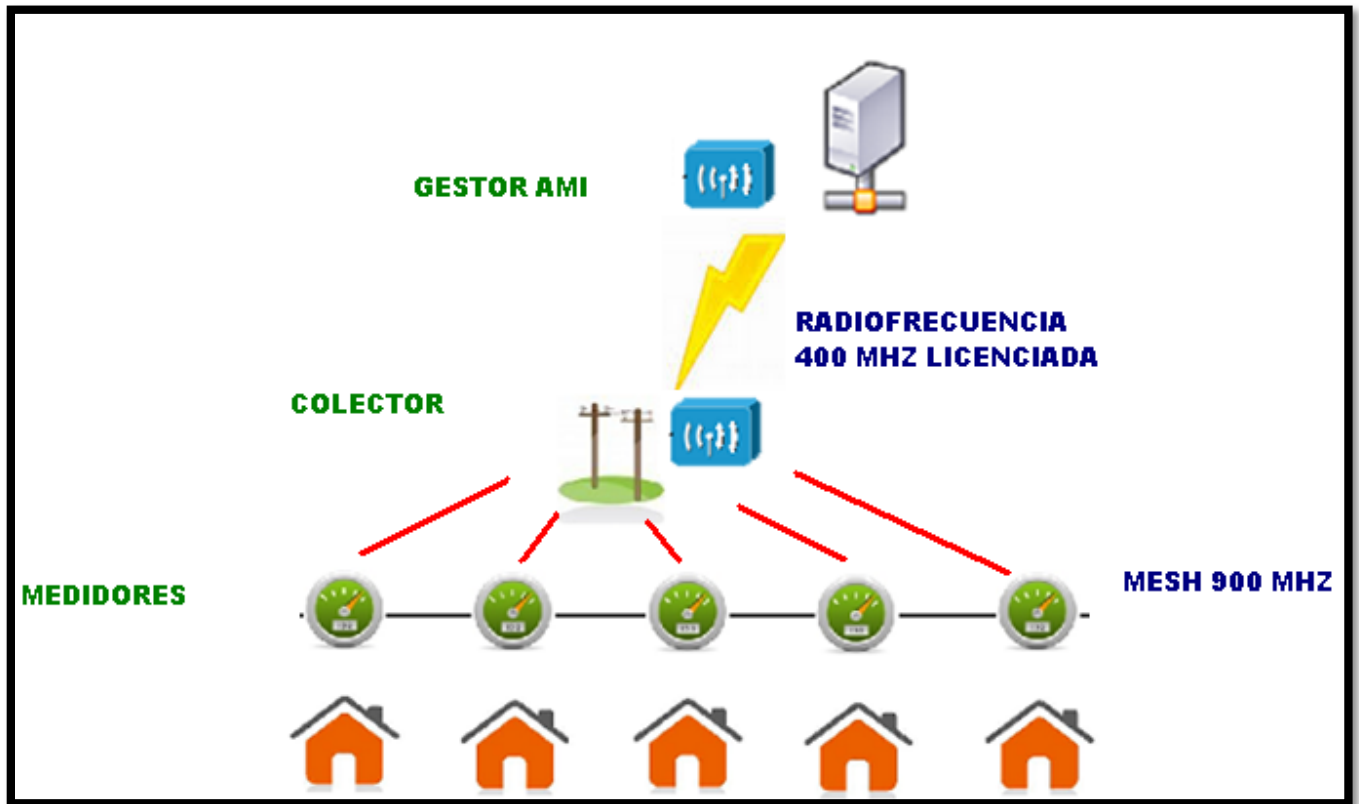 GESTOR AMI
RADIOFRECUENCIA
400 MHZ LICENCIADA
COLECTOR
MEDIDORES
MESH 900 MHZ